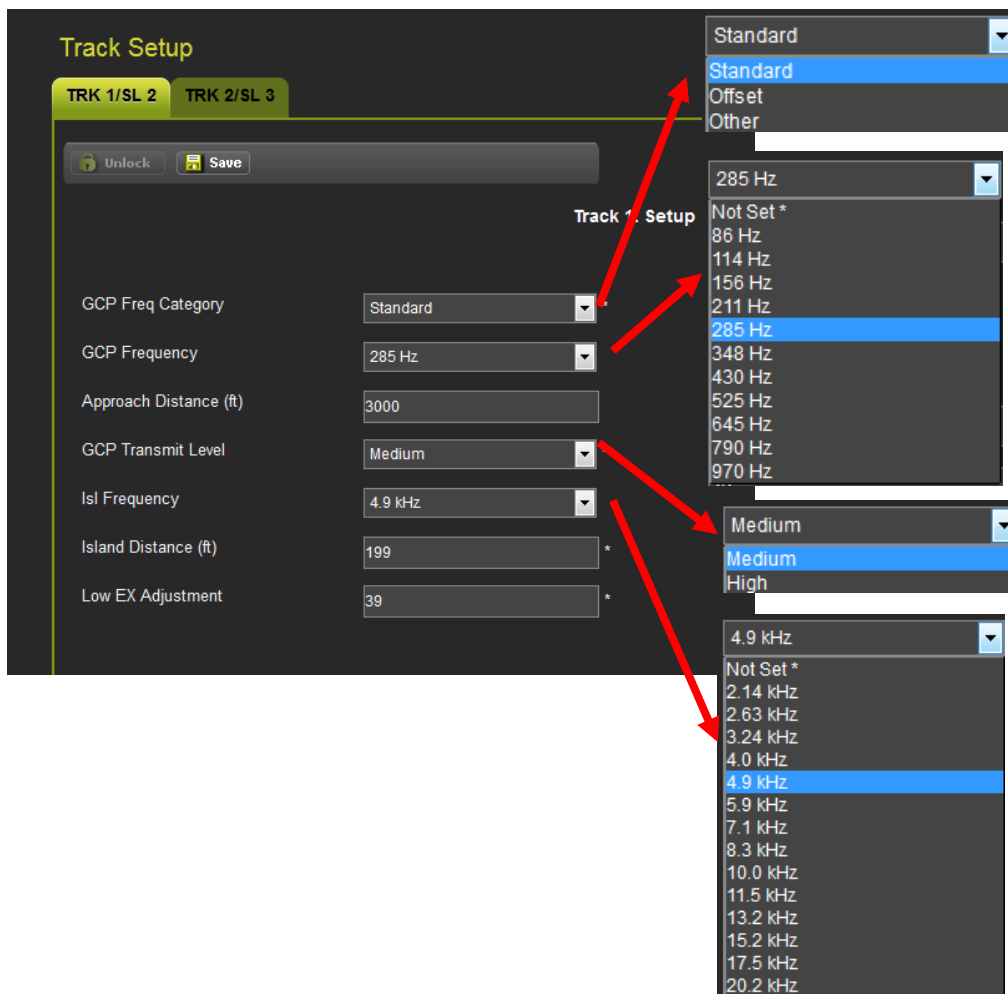 Track Setup
TRK 1/SL 2
TRK 2/SL 3
Unlock
Save
Track 1: Setup
GCP Freq Category
Standard
*
GCP Frequency
285 Hz
Approach Distance (ft)
3000
GCP Transmit Level
Medium
*
Isl Frequency
4.9 kHz
Island Distance (ft)
199
*
Low EX Adjustment
39
*
Standard
Standard
Offset
Other
285 Hz
Not Set *
86 Hz
114 Hz
156 Hz
211 Hz
285 Hz
348 Hz
430 Hz
525 Hz
645 Hz
790 Hz
970 Hz
Medium
Medium
High
4.9 kHz
Not Set *
2.14 kHz
2.63 kHz
3.24 kHz
4.0 kHz
4.9 kHz
5.9 kHz
7.1 kHz
8.3 kHz
10.0 kHz
11.5 kHz
13.2 kHz
15.2 kHz
17.5 kHz
20.2 kHz